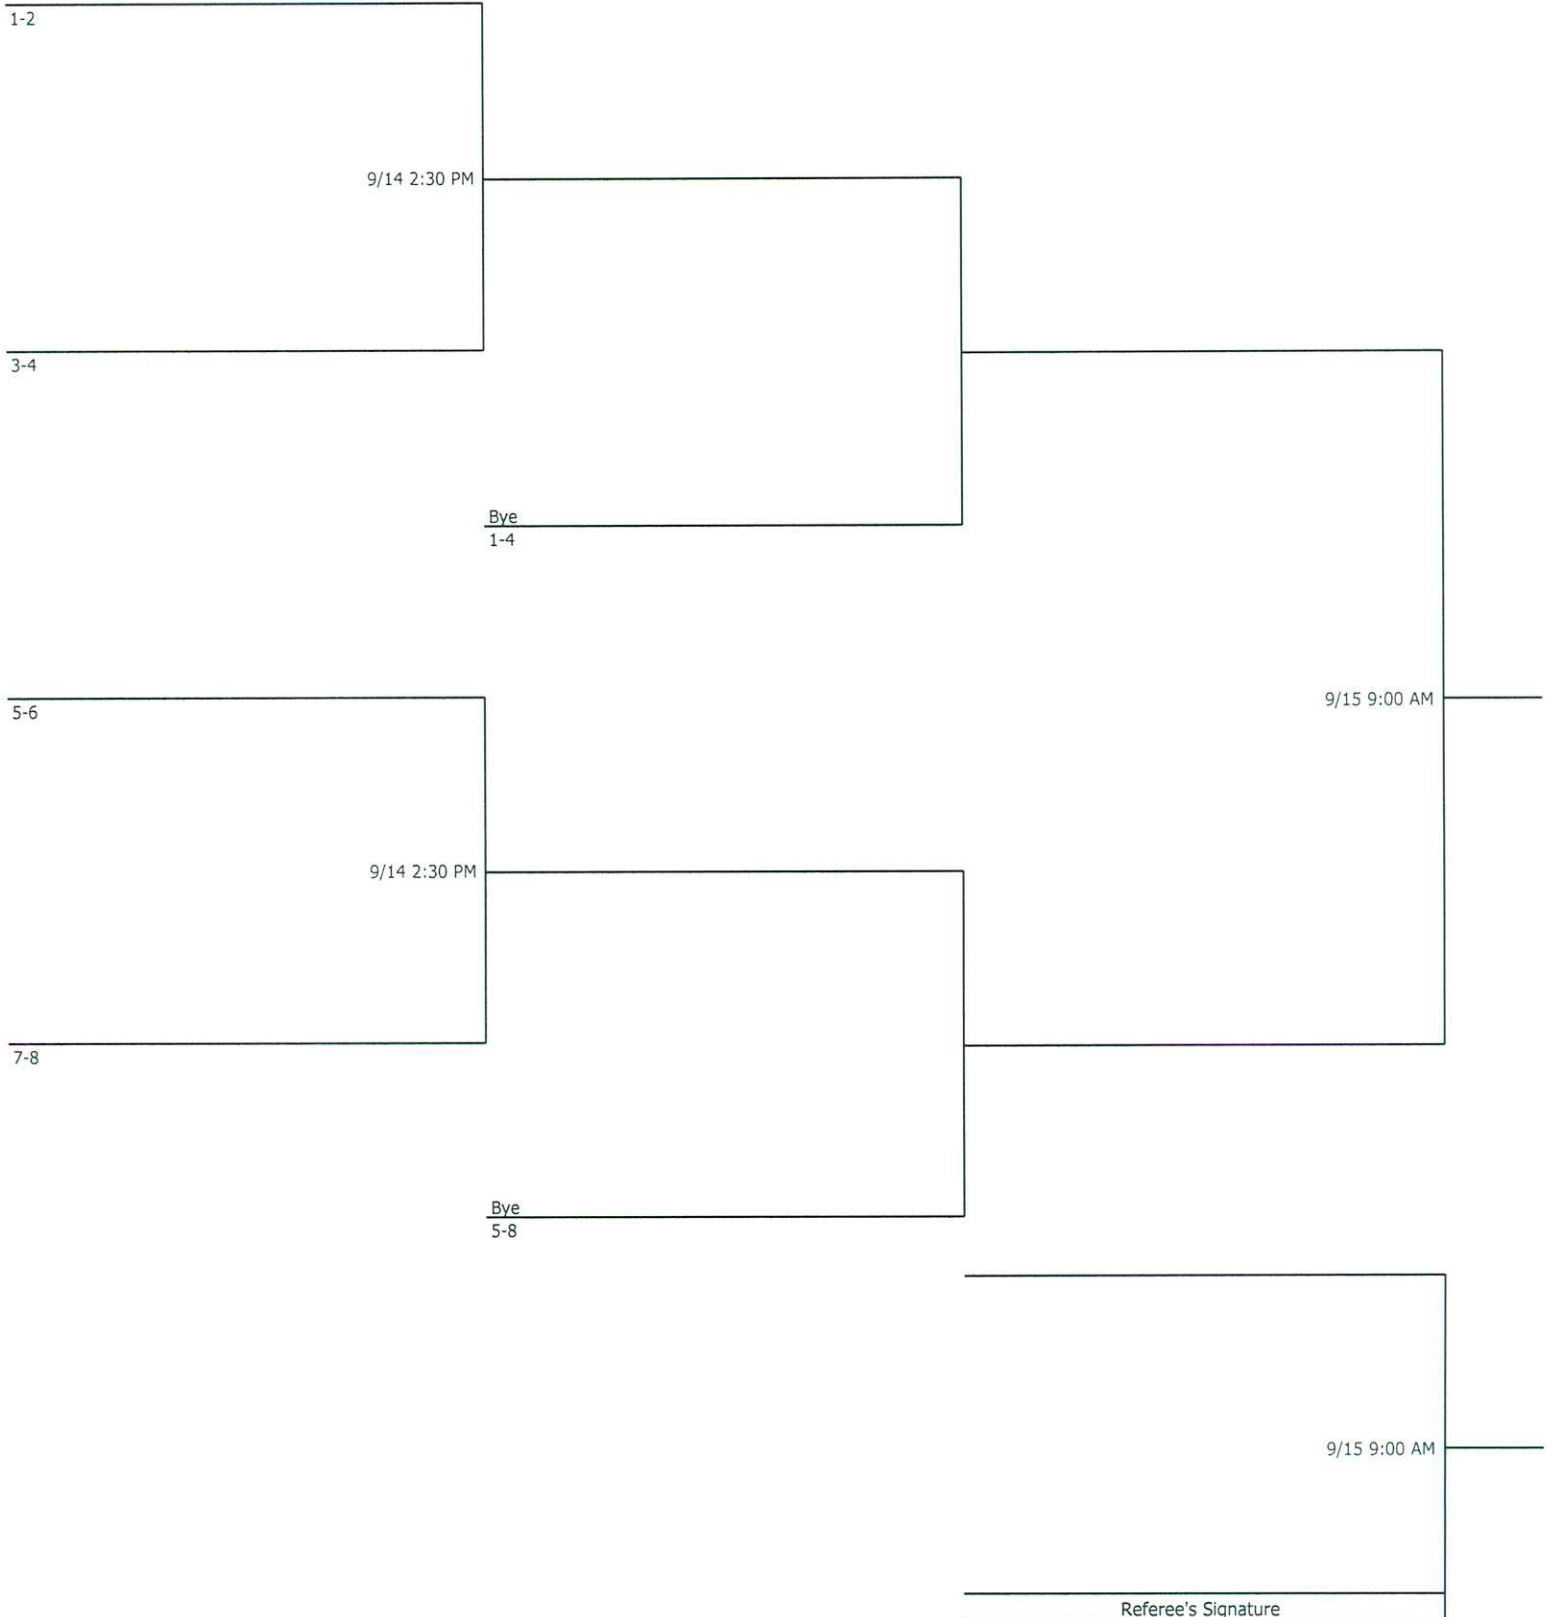 1-2
9/14 2:30 PM
3-4
Bye
1-4
5-6
9/15 9:00 AM
9/14 2:30 PM
7-8
Bye
5-8
9/15 9:00 AM
Referee's Signature